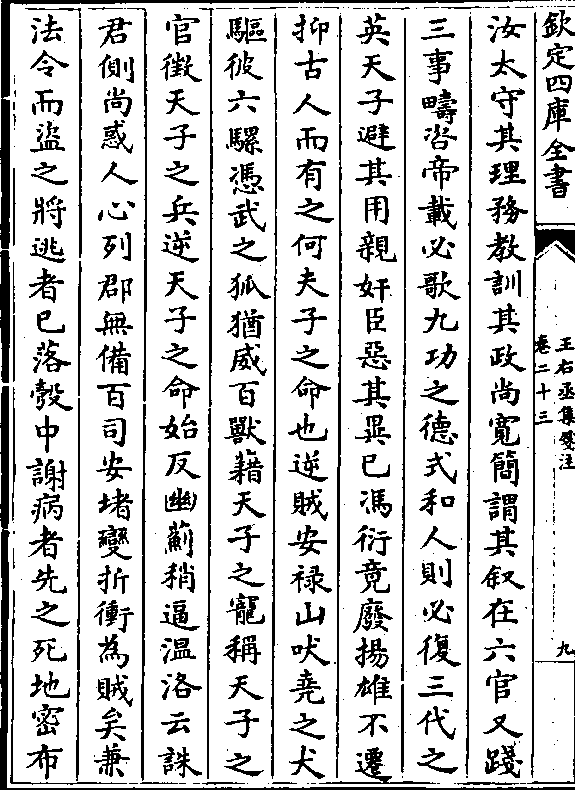 欽定四庫全書
王右丞集箋注
卷二十三
九
汝太守其理務教訓其政尚寬簡謂其叙在六官又踐
三事疇咨帝載必歌九功之德式和人則必復三代之
英天子避其用親奸臣惡其異已馮衍竟廢揚雄不遷
抑古人而有之何夫子之命也逆賊安禄山吠堯之犬
驅彼六騾憑武之狐猶威百獸藉天子之寵稱天子之
官徴天子之兵逆天子之命始反幽薊稍逼温洛云誅
君側尚惑人心列郡無備百司安堵變折衝為賊矣兼
法令而盜之將逃者已落彀中謝病者先之死地密布